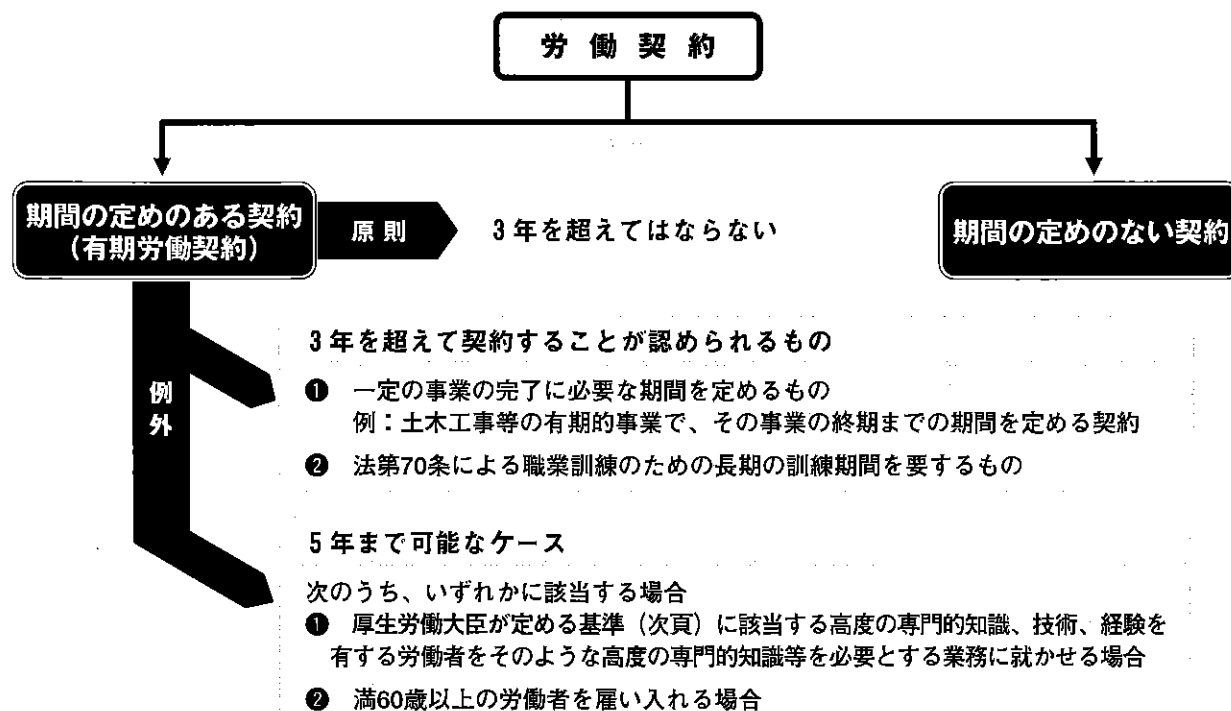 労働契約
期間の定めのある契約
(有期労働契約)
原則
3年を超えてはならない
期間の定めのない契約
例外
3年を超えて契約することが認められるもの
❶ 一定の事業の完了に必要な期間を定めるもの
例：土木工事等の有期的事業で、その事業の終期までの期間を定める契約
❷ 法第70条による職業訓練のための長期の訓練期間を要するもの
5年まで可能なケース
次のうち、いずれかに該当する場合
❶ 厚生労働大臣が定める基準（次頁）に該当する高度の専門的知識、技術、経験を
有する労働者をそのような高度の専門的知識等を必要とする業務に就かせる場合
❷ 満60歳以上の労働者を雇い入れる場合